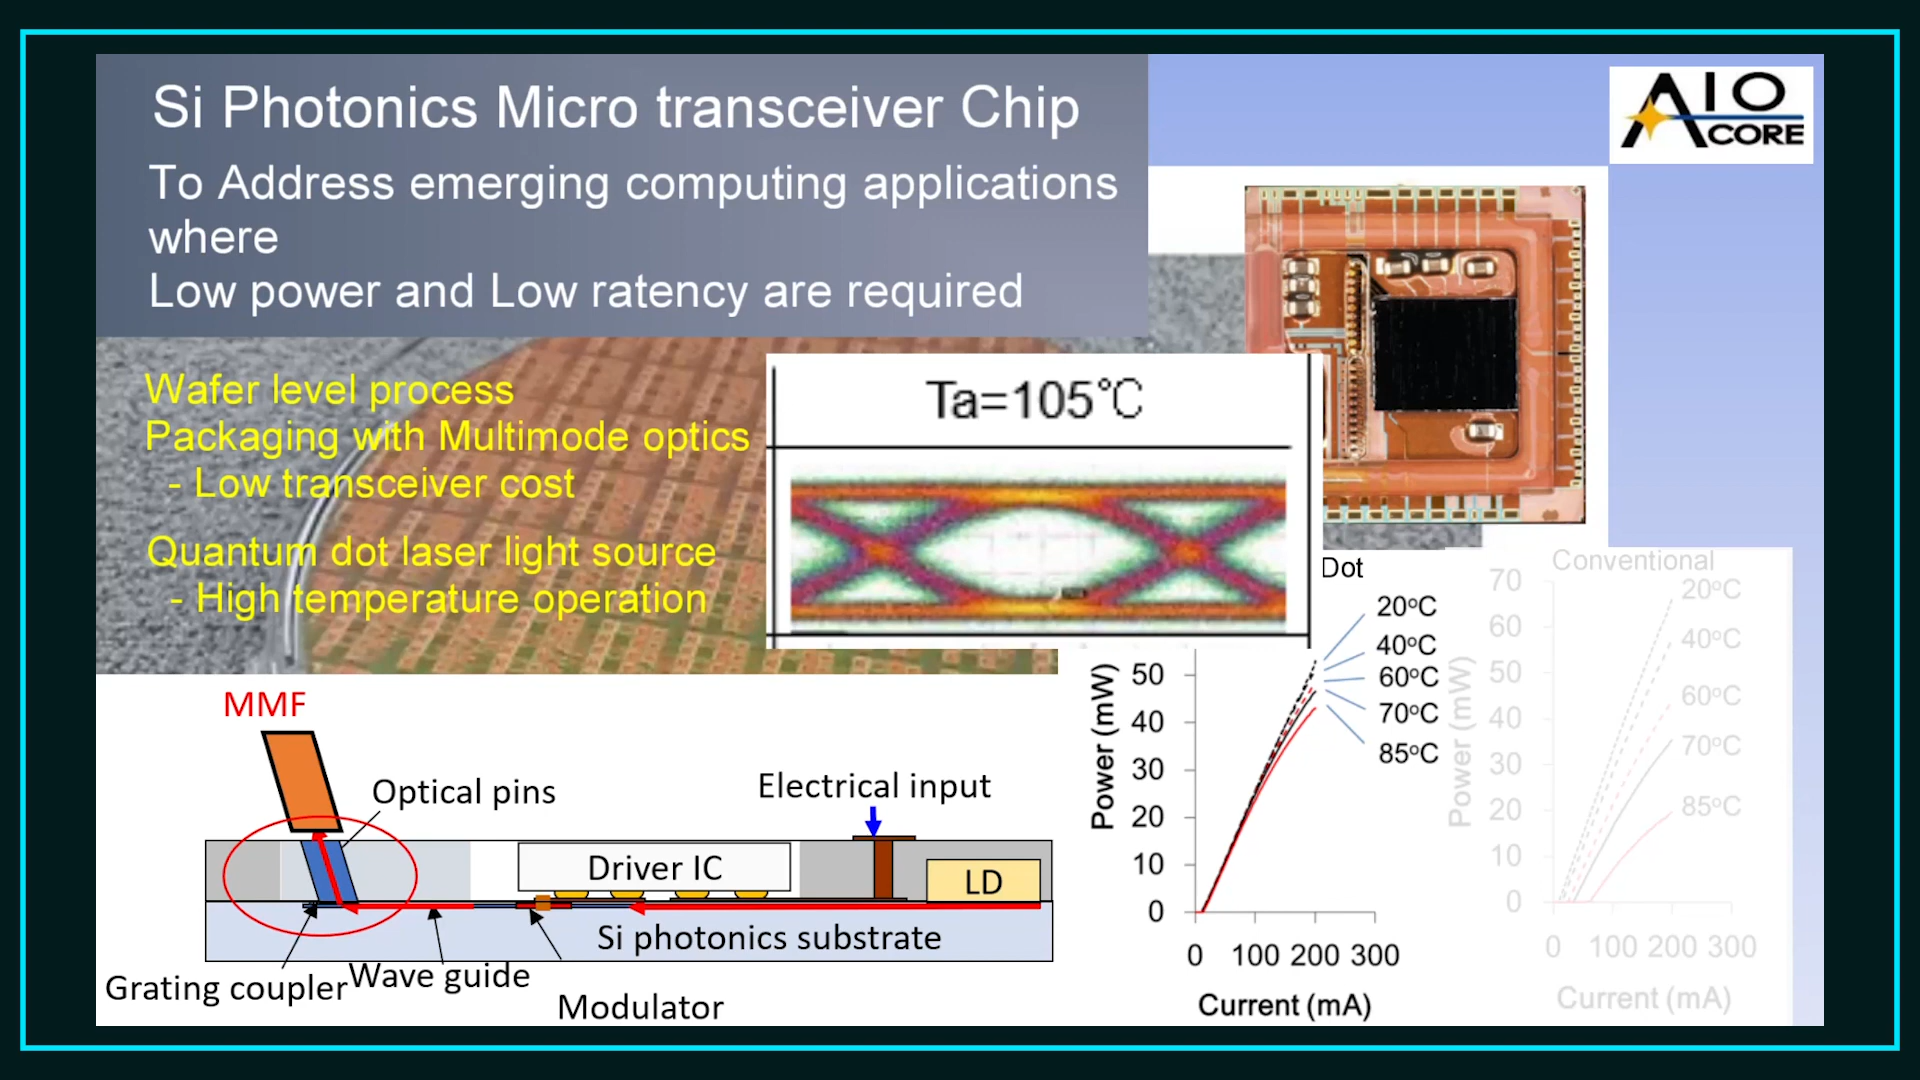 Si Photonics Micro transceiver Chip
AIO
CORE
To Address emerging computing applications
where
Low power and Low ratency are required
Wafer level process
Packaging with Multimode optics
- Low transceiver cost
Quantum dot laser light source
- High temperature operation
Ta=105℃
MMF
Optical pins
Electrical input
Driver IC
LD
Si photonics substrate
Grating coupler
Wave guide
Modulator
Dot
20°C
40°C
60°C
70°C
85°C
Power (mW)
50
40
30
20
10
0
0 100 200 300
Current (mA)
Conventional
20°C
40°C
60°C
70°C
85°C
Power (mW)
70
60
50
40
30
20
10
0
0 100 200 300
Current (mA)